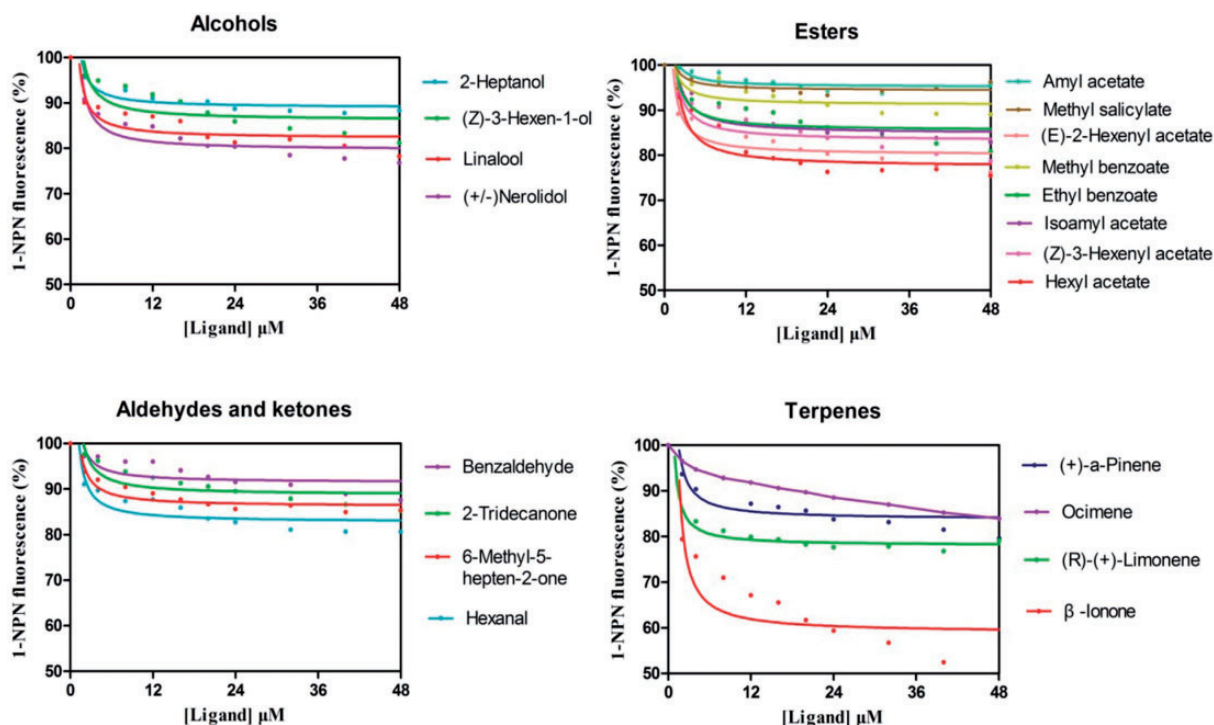 Alcohols
1-NPN fluorescence (%)
100
90
80
70
60
50
0
12
24
36
48
[Ligand] μM
2-Heptanol
(Z)-3-Hexen-1-ol
Linalool
(+/-)Nerolidol
Esters
1-NPN fluorescence (%)
100
90
80
70
60
50
0
12
24
36
48
[Ligand] μM
Amyl acetate
Methyl salicylate
(E)-2-Hexenyl acetate
Methyl benzoate
Ethyl benzoate
Isoamyl acetate
(Z)-3-Hexenyl acetate
Hexyl acetate
Aldehydes and ketones
1-NPN fluorescence (%)
100
90
80
70
60
50
0
12
24
36
48
[Ligand] μM
Benzaldehyde
2-Tridecanone
6-Methyl-5-
hepten-2-one
Hexanal
Terpenes
1-NPN fluorescence (%)
100
90
80
70
60
50
0
12
24
36
48
[Ligand] μM
(+)-a-Pinene
Ocimene
(R)-(+)-Limonene
β -Ionone